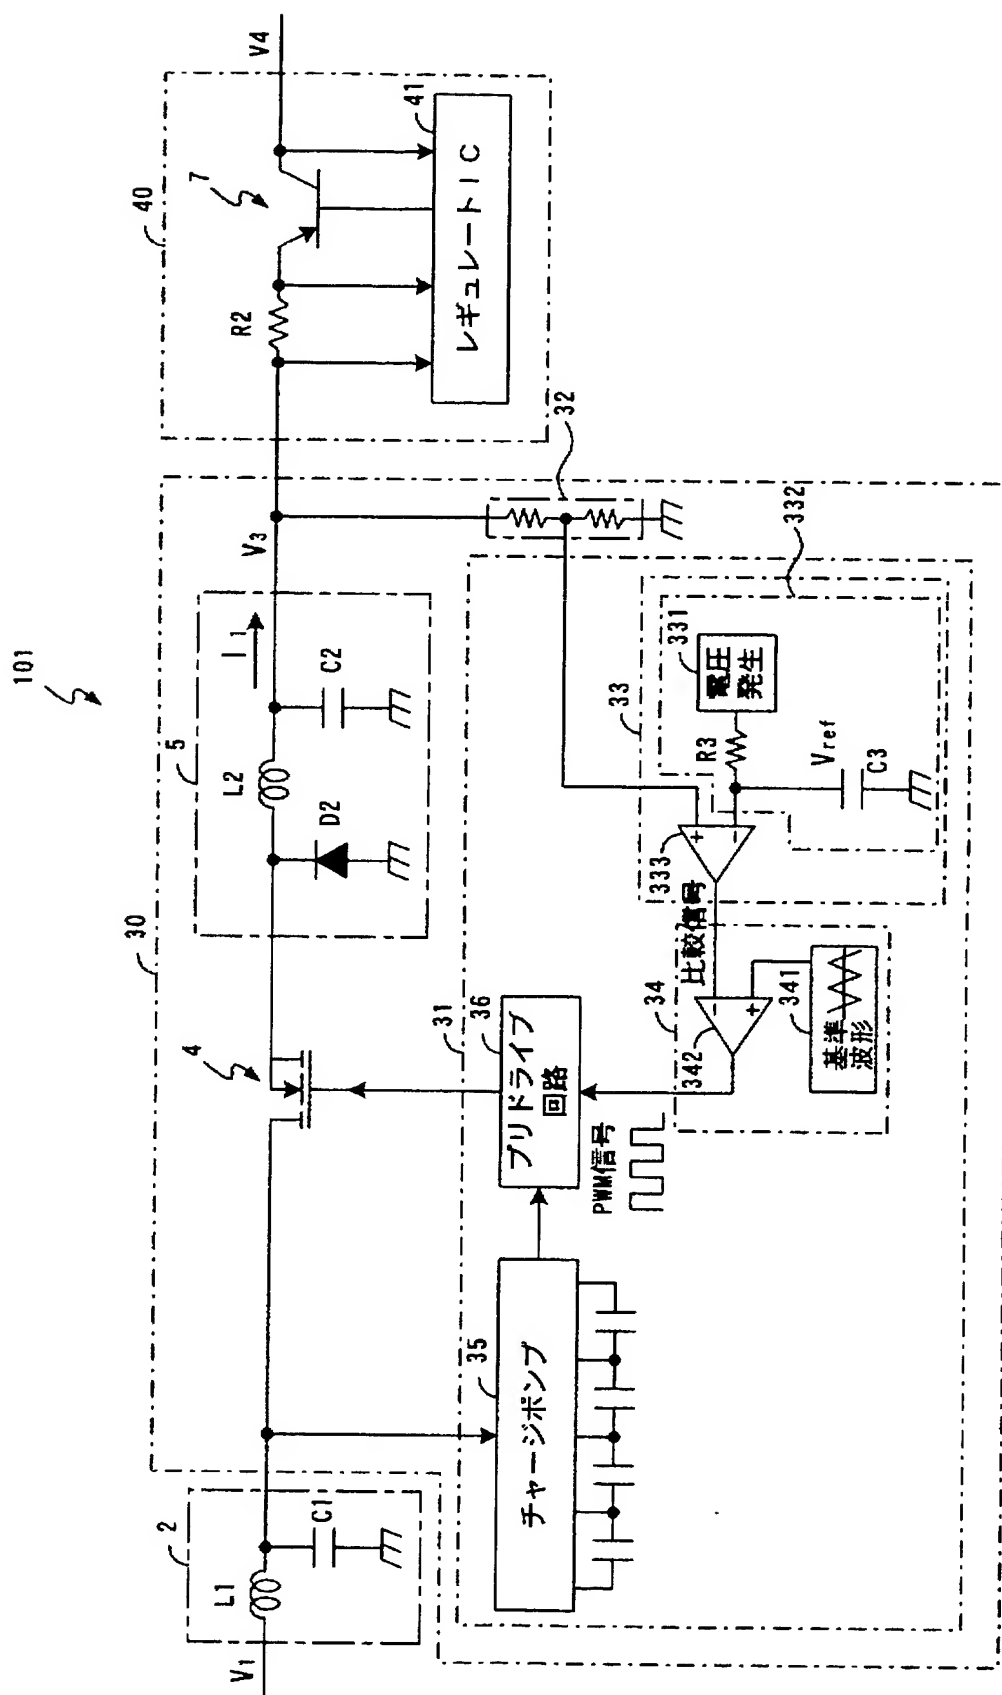 101
30
40
2
L1
C1
V1
4
5
L2
D2
C2
I1
V3
R2
7
V4
41
レギュレートIC
32
31
35
チャージポンプ
36
プリドライブ
回路
PWM信号
34
342
341
基準
波形
比較信号
33
333
332
331
電圧
発生
R3
Vref
C3
+
-
-
+